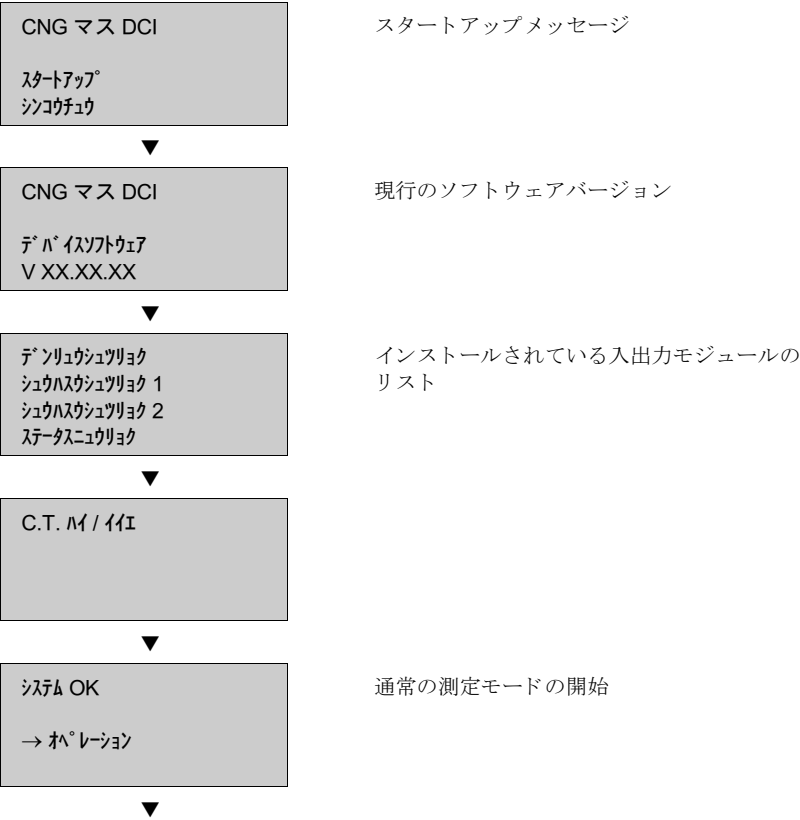 CNG マス DCI
スタートアップメッセージ
ｽﾀｰﾄｱｯﾌﾟ
ｼﾝｺｳﾁｭｳ
▼
CNG マス DCI
現行のソフトウェアバージョン
ﾃﾞﾊﾞｲｽｿﾌﾄｳｪｱ
V XX.XX.XX
▼
ﾃﾞﾝﾘｭｳｼｭﾂﾘｮｸ
インストールされている入出力モジュールの
ｼｭｳﾊｽｳｼｭﾂﾘｮｸ 1
リスト
ｼｭｳﾊｽｳｼｭﾂﾘｮｸ 2
ｽﾃｰﾀｽﾆｭｳﾘｮｸ
▼
C.T. ﾊｲ / ｲｲｴ
▼
ｼｽﾃﾑ OK
通常の測定モードの開始
→ ｵﾍﾟﾚｰｼｮﾝ
▼